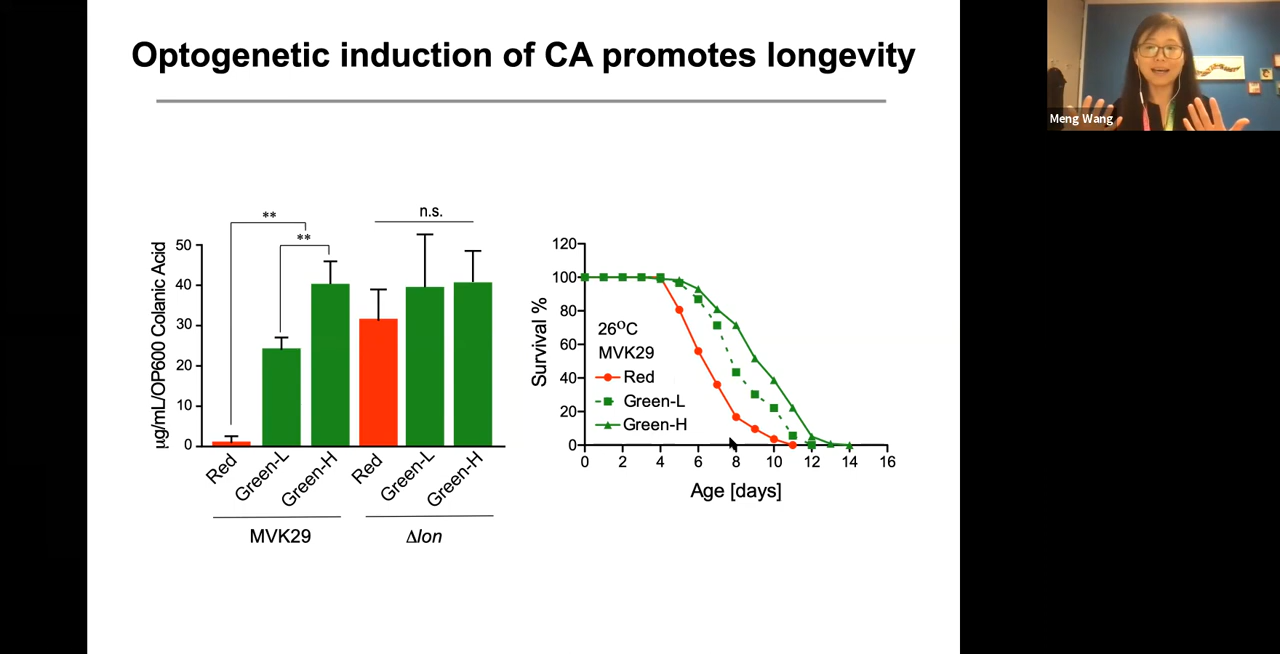 Optogenetic induction of CA promotes longevity
Meng Wang
**
**
n.s.
µg/mL/OP600 Colanic Acid
50
40
30
20
10
0
Red
Green-L
Green-H
Red
Green-L
Green-H
MVK29
Δlon
Survival %
120
100
80
60
40
20
0
26°C
MVK29
Red
Green-L
Green-H
0 2 4 6 8 10 12 14 16
Age [days]